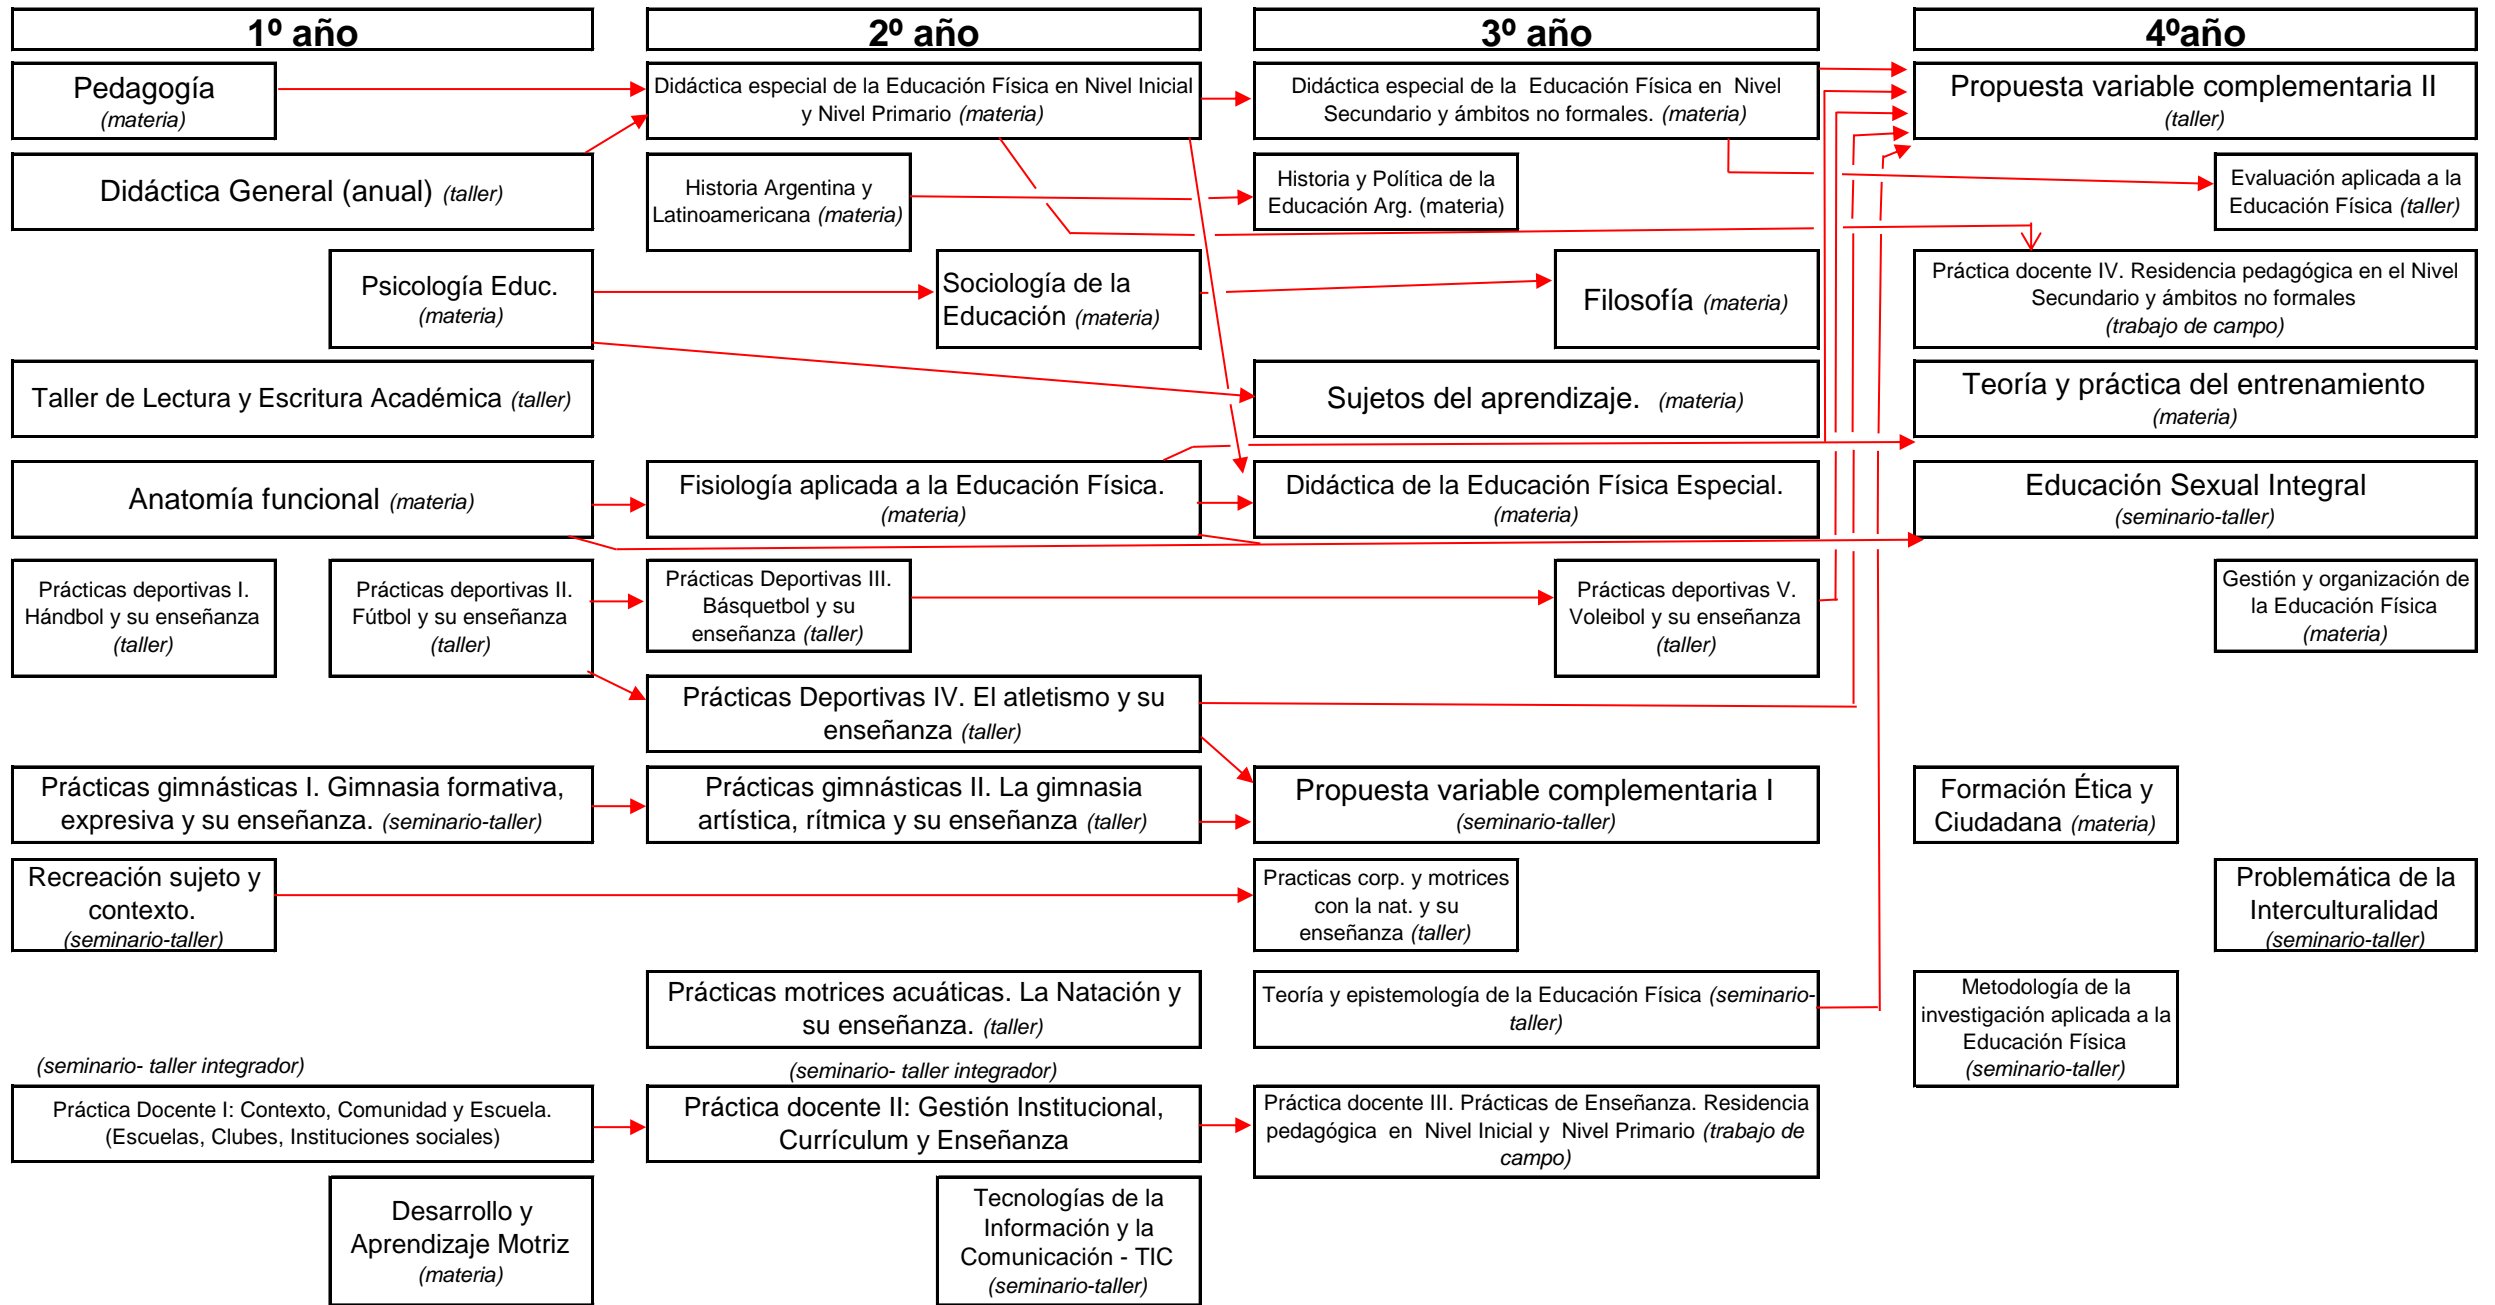 1º año
2º año
3º año
4ºaño
Pedagogía
(materia)
Didáctica especial de la Educación Física en Nivel Inicial
y Nivel Primario (materia)
Didáctica especial de la  Educación Física en  Nivel
Secundario y ámbitos no formales. (materia)
Propuesta variable complementaria II
(taller)
Didáctica General (anual) (taller)
Historia Argentina y
Latinoamericana (materia)
Historia y Política de la
Educación Arg. (materia)
Evaluación aplicada a la
Educación Física (taller)
Psicología Educ.
(materia)
Sociología de la
Educación (materia)
Filosofía (materia)
Práctica docente IV. Residencia pedagógica en el Nivel
Secundario y ámbitos no formales
(trabajo de campo)
Taller de Lectura y Escritura Académica (taller)
Sujetos del aprendizaje.  (materia)
Teoría y práctica del entrenamiento
(materia)
Anatomía funcional (materia)
Fisiología aplicada a la Educación Física.
(materia)
Didáctica de la Educación Física Especial.
(materia)
Educación Sexual Integral
(seminario-taller)
Prácticas deportivas I.
Hándbol y su enseñanza
(taller)
Prácticas deportivas II.
Fútbol y su enseñanza
(taller)
Prácticas Deportivas III.
Básquetbol y su
enseñanza (taller)
Prácticas deportivas V.
Voleibol y su enseñanza
(taller)
Gestión y organización de
la Educación Física
(materia)
Prácticas Deportivas IV. El atletismo y su
enseñanza (taller)
Prácticas gimnásticas I. Gimnasia formativa,
expresiva y su enseñanza. (seminario-taller)
Prácticas gimnásticas II. La gimnasia
artística, rítmica y su enseñanza (taller)
Propuesta variable complementaria I
(seminario-taller)
Formación Ética y
Ciudadana (materia)
Recreación sujeto y
contexto.
(seminario-taller)
Practicas corp. y motrices
con la nat. y su
enseñanza (taller)
Problemática de la
Interculturalidad
(seminario-taller)
Prácticas motrices acuáticas. La Natación y
su enseñanza. (taller)
Teoría y epistemología de la Educación Física (seminario-
taller)
Metodología de la
investigación aplicada a la
Educación Física
(seminario-taller)
(seminario- taller integrador)
(seminario- taller integrador)
Práctica Docente I: Contexto, Comunidad y Escuela.
(Escuelas, Clubes, Instituciones sociales)
Práctica docente II: Gestión Institucional,
Currículum y Enseñanza
Práctica docente III. Prácticas de Enseñanza. Residencia
pedagógica  en  Nivel Inicial y  Nivel Primario (trabajo de
campo)
Desarrollo y
Aprendizaje Motriz
(materia)
Tecnologías de la
Información y la
Comunicación - TIC
(seminario-taller)